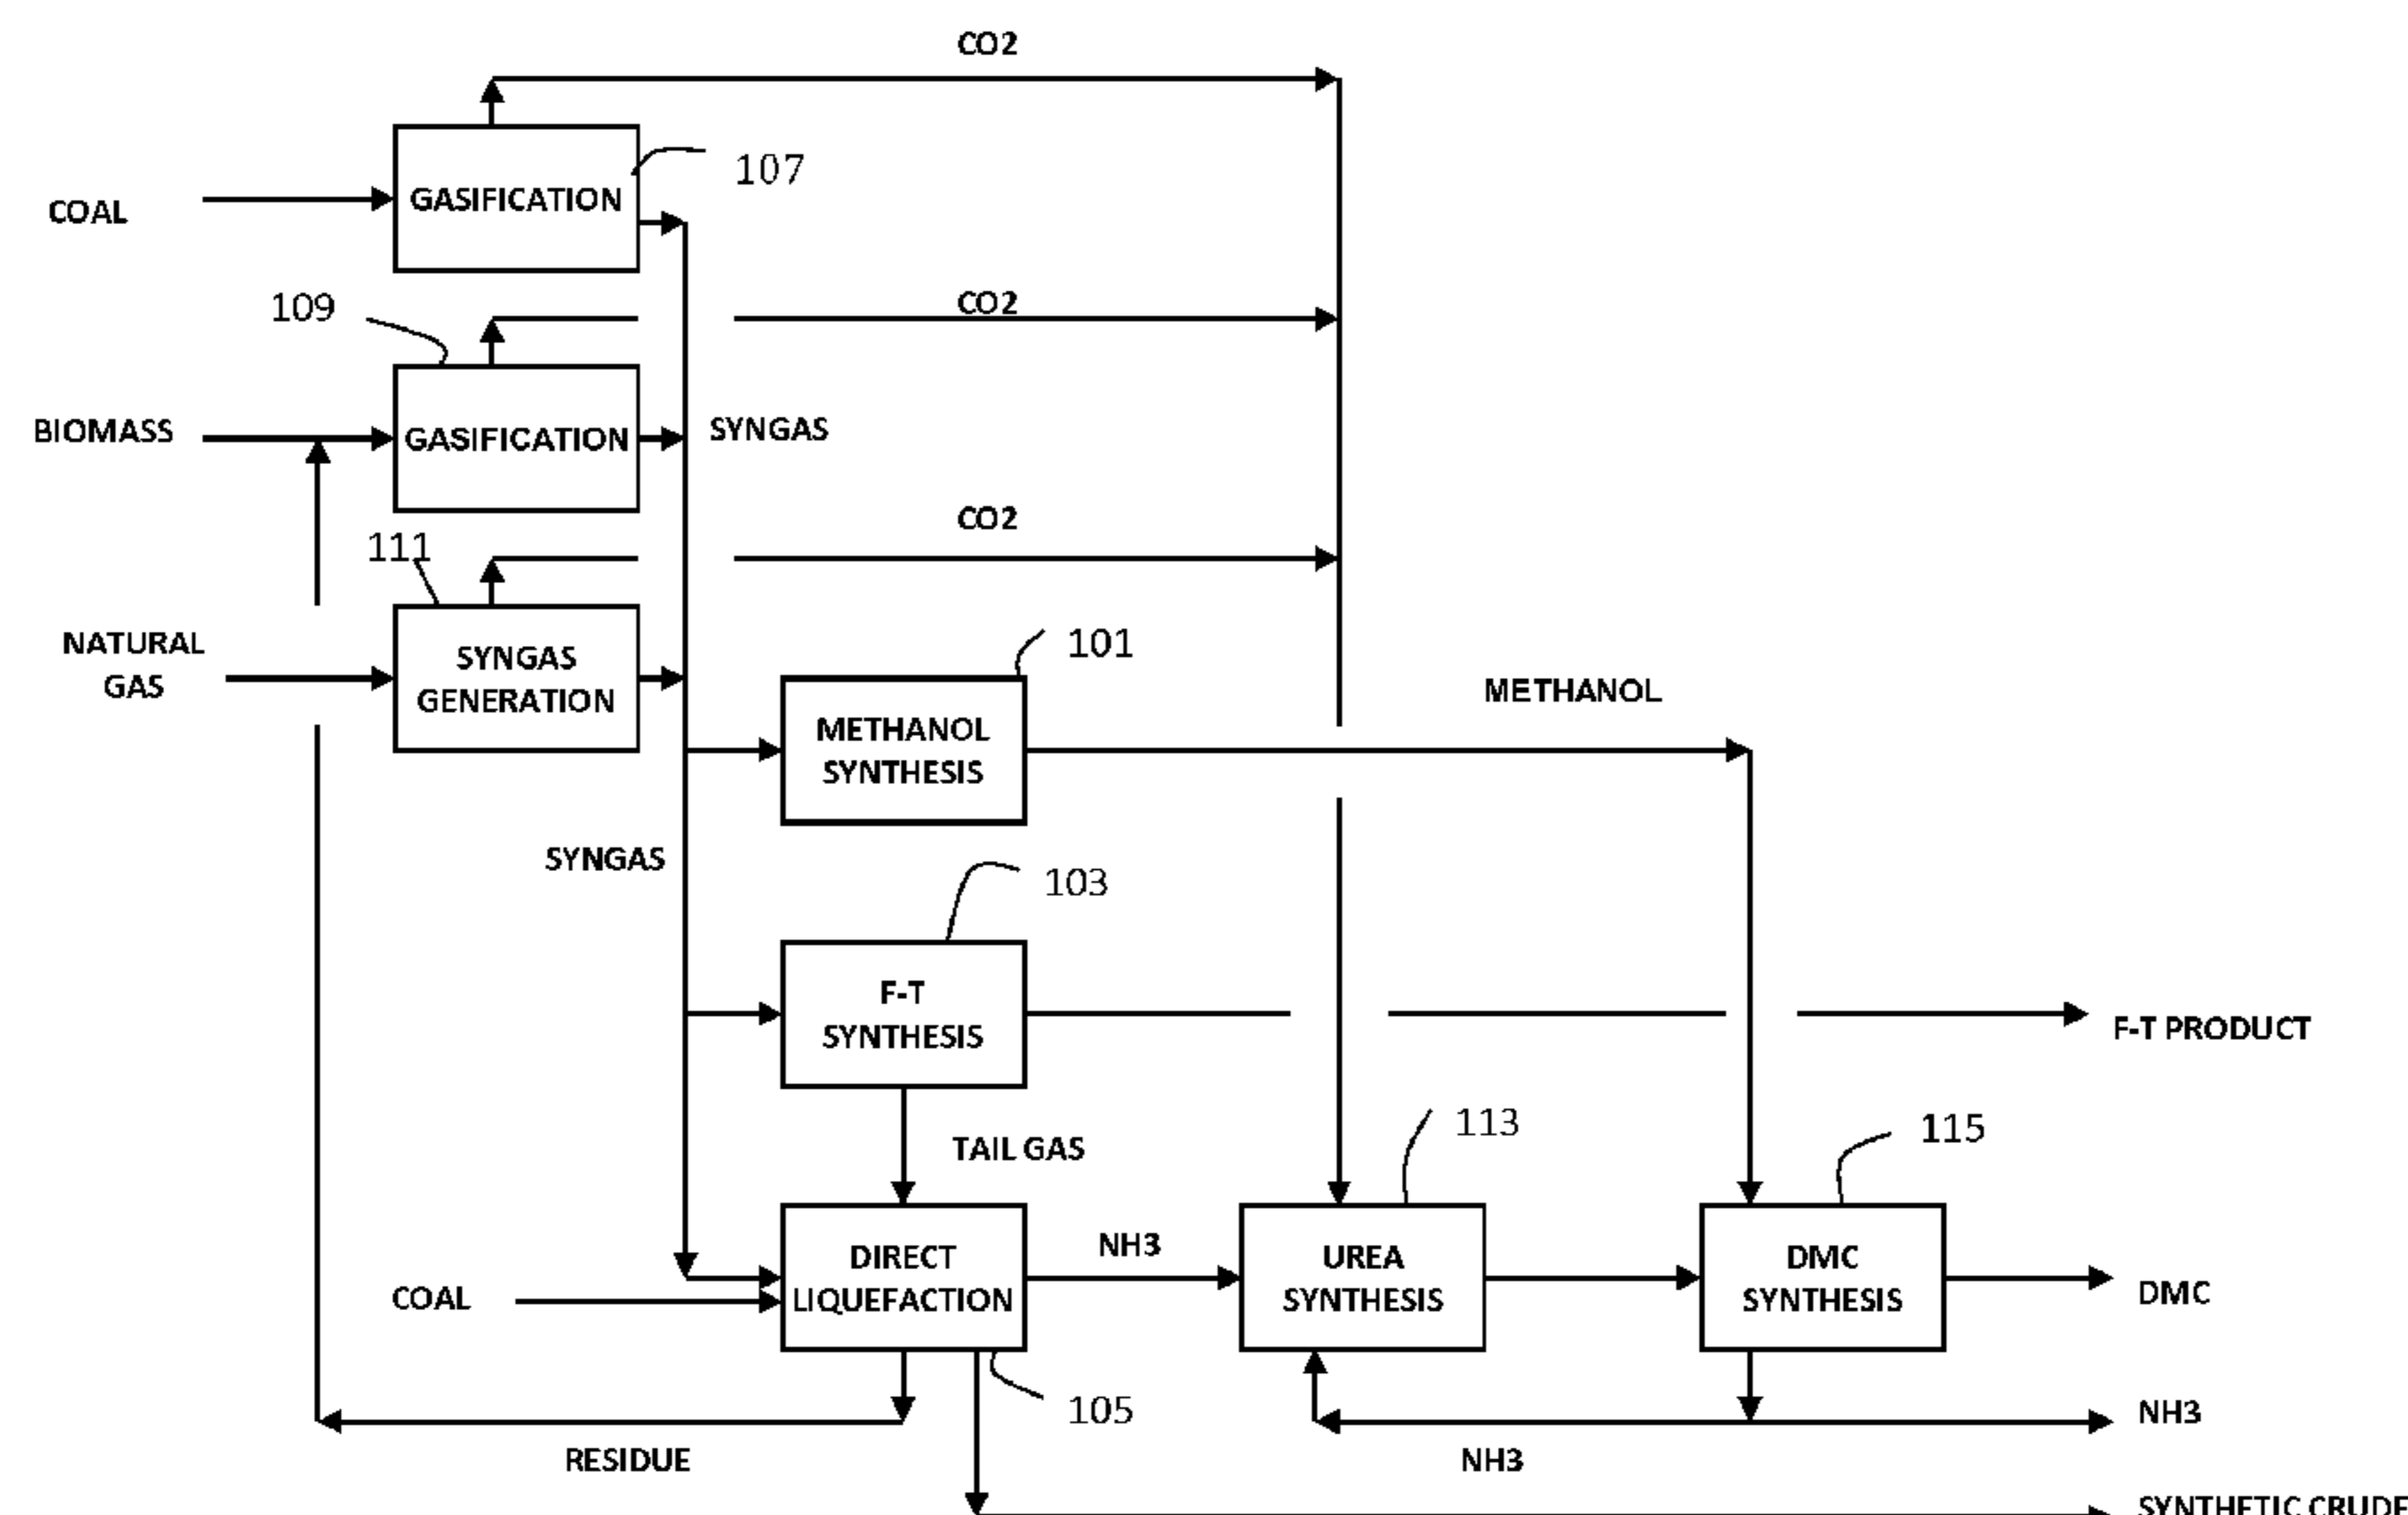 CO2
107
COAL
GASIFICATION
109
CO2
BIOMASS
GASIFICATION
SYNGAS
CO2
111
NATURAL
GAS
SYNGAS
GENERATION
101
METHANOL
SYNTHESIS
METHANOL
SYNGAS
103
F-T
SYNTHESIS
F-T PRODUCT
TAIL GAS
113
115
COAL
DIRECT
LIQUEFACTION
NH3
UREA
SYNTHESIS
DMC
SYNTHESIS
DMC
105
RESIDUE
NH3
NH3
SYNTHETIC CRUDE